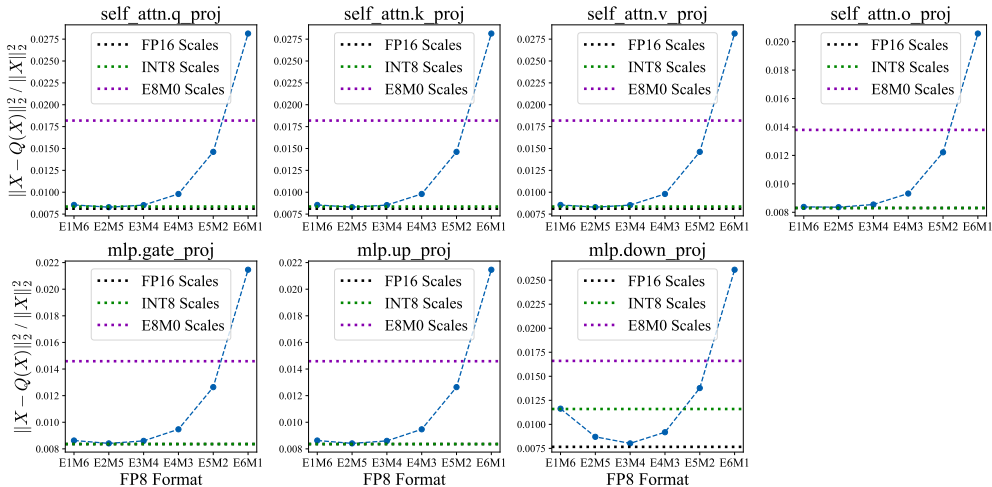 self_attn.q_proj
||X − Q(X)||₂² / ||X||₂²
0.0275
0.0250
0.0225
0.0200
0.0175
0.0150
0.0125
0.0100
0.0075
FP16 Scales
INT8 Scales
E8M0 Scales
E1M6 E2M5 E3M4 E4M3 E5M2 E6M1
self_attn.k_proj
0.0275
0.0250
0.0225
0.0200
0.0175
0.0150
0.0125
0.0100
0.0075
FP16 Scales
INT8 Scales
E8M0 Scales
E1M6 E2M5 E3M4 E4M3 E5M2 E6M1
self_attn.v_proj
0.0275
0.0250
0.0225
0.0200
0.0175
0.0150
0.0125
0.0100
0.0075
FP16 Scales
INT8 Scales
E8M0 Scales
E1M6 E2M5 E3M4 E4M3 E5M2 E6M1
self_attn.o_proj
0.020
0.018
0.016
0.014
0.012
0.010
0.008
FP16 Scales
INT8 Scales
E8M0 Scales
E1M6 E2M5 E3M4 E4M3 E5M2 E6M1
mlp.gate_proj
||X − Q(X)||₂² / ||X||₂²
0.022
0.020
0.018
0.016
0.014
0.012
0.010
0.008
FP16 Scales
INT8 Scales
E8M0 Scales
E1M6 E2M5 E3M4 E4M3 E5M2 E6M1
FP8 Format
mlp.up_proj
0.022
0.020
0.018
0.016
0.014
0.012
0.010
0.008
FP16 Scales
INT8 Scales
E8M0 Scales
E1M6 E2M5 E3M4 E4M3 E5M2 E6M1
FP8 Format
mlp.down_proj
0.0250
0.0225
0.0200
0.0175
0.0150
0.0125
0.0100
0.0075
FP16 Scales
INT8 Scales
E8M0 Scales
E1M6 E2M5 E3M4 E4M3 E5M2 E6M1
FP8 Format